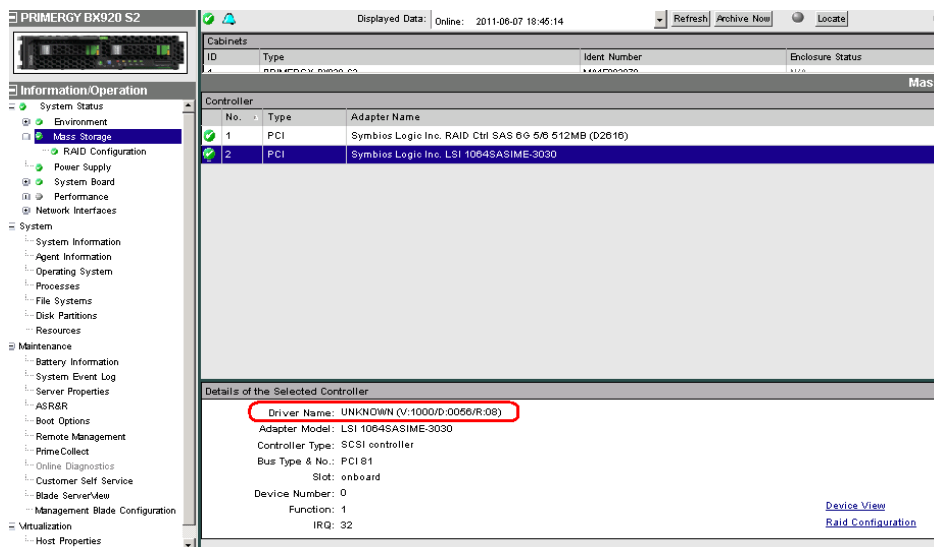 PRIMERGY BX920 S2
Displayed Data: Online: 2011-06-07 18:45:14 Refresh Archive Now Locate
Cabinets
ID Type Ident Number Enclosure Status
Information/Operation
System Status
Environment
Mass Storage
RAID Configuration
Power Supply
System Board
Performance
Network Interfaces
System
System Information
Agent Information
Operating System
Processes
File Systems
Disk Partitions
Resources
Maintenance
Battery Information
System Event Log
Server Properties
ASR&R
Boot Options
Remote Management
PrimeCollect
Online Diagnostics
Customer Self Service
Blade ServerView
Management Blade Configuration
Virtualization
Host Properties
Mas
Controller
No. Type Adapter Name
1 PCI Symbios Logic Inc. RAID Ctrl SAS 6G 5/6 512MB (D2616)
2 PCI Symbios Logic Inc. LSI 1064SASIME-3030
Details of the Selected Controller
Driver Name: UNKNOWN (V:1000/D:0056/R:08)
Adapter Model: LSI 1064SASIME-3030
Controller Type: SCSI controller
Bus Type & No.: PCI 81
Slot: onboard
Device Number: 0
Function: 1
IRQ: 32
Device View
Raid Configuration